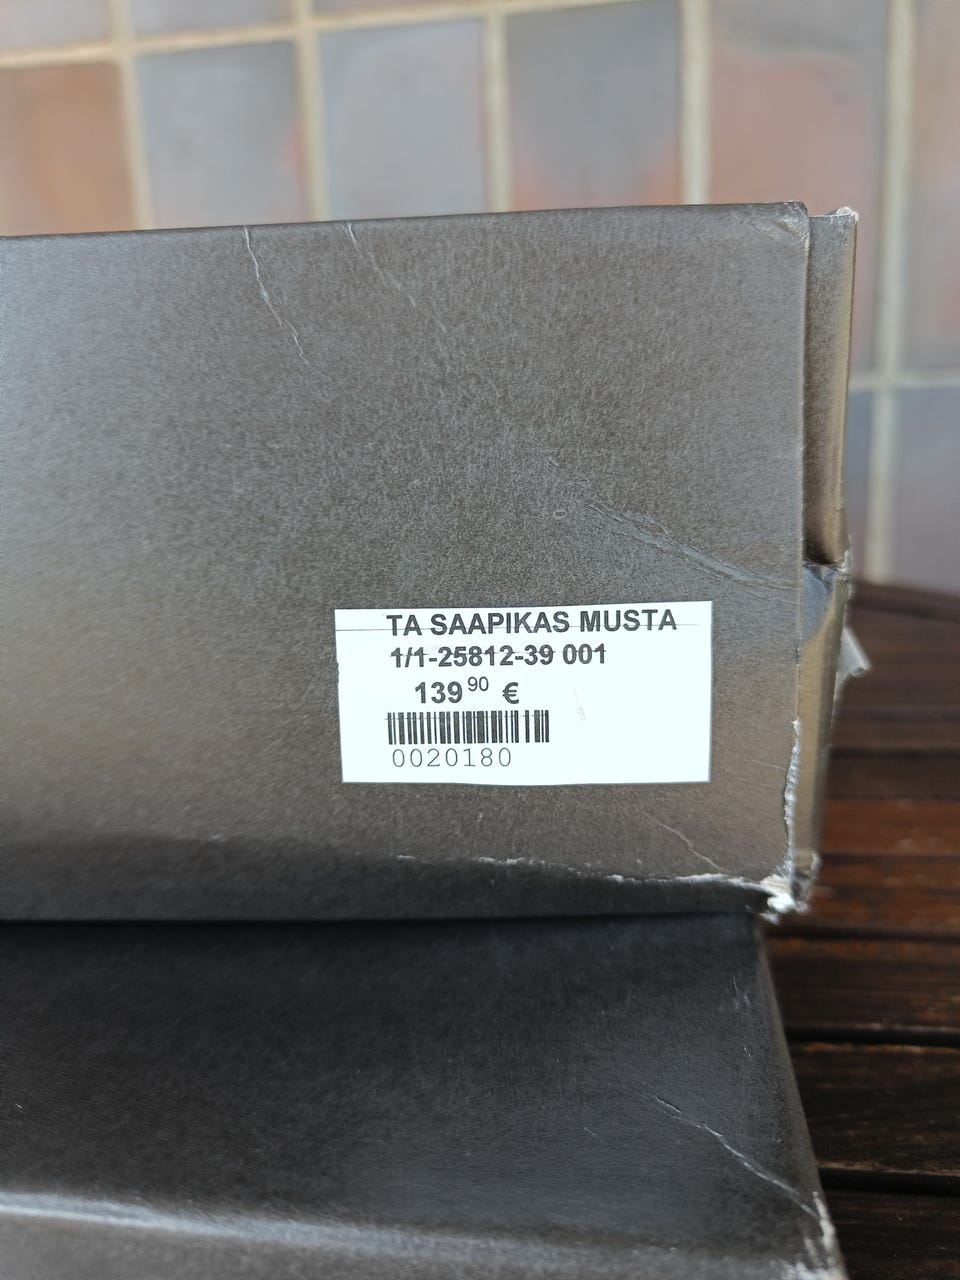 TA SAAPIKAS MUSTA
1/1-25812-39 001
139 90 €
0020180